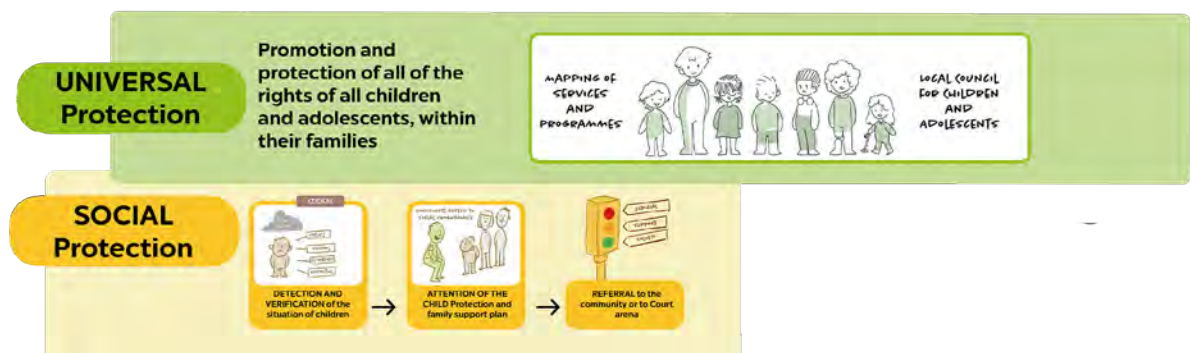 UNIVERSAL
Protection
Promotion and
protection of all of the
rights of all children
and adolescents, within
their families
MAPPING OF
SERVICES
AND
PROGRAMMES
LOCAL COUNCIL
FOR CHILDREN
AND
ADOLESCENTS
SOCIAL
Protection
DETECTION AND
VERIFICATION of the
situation of children
ATTENTION OF THE
CHILD Protection and
family support plan
REFERRAL to the
community or to Court
arena